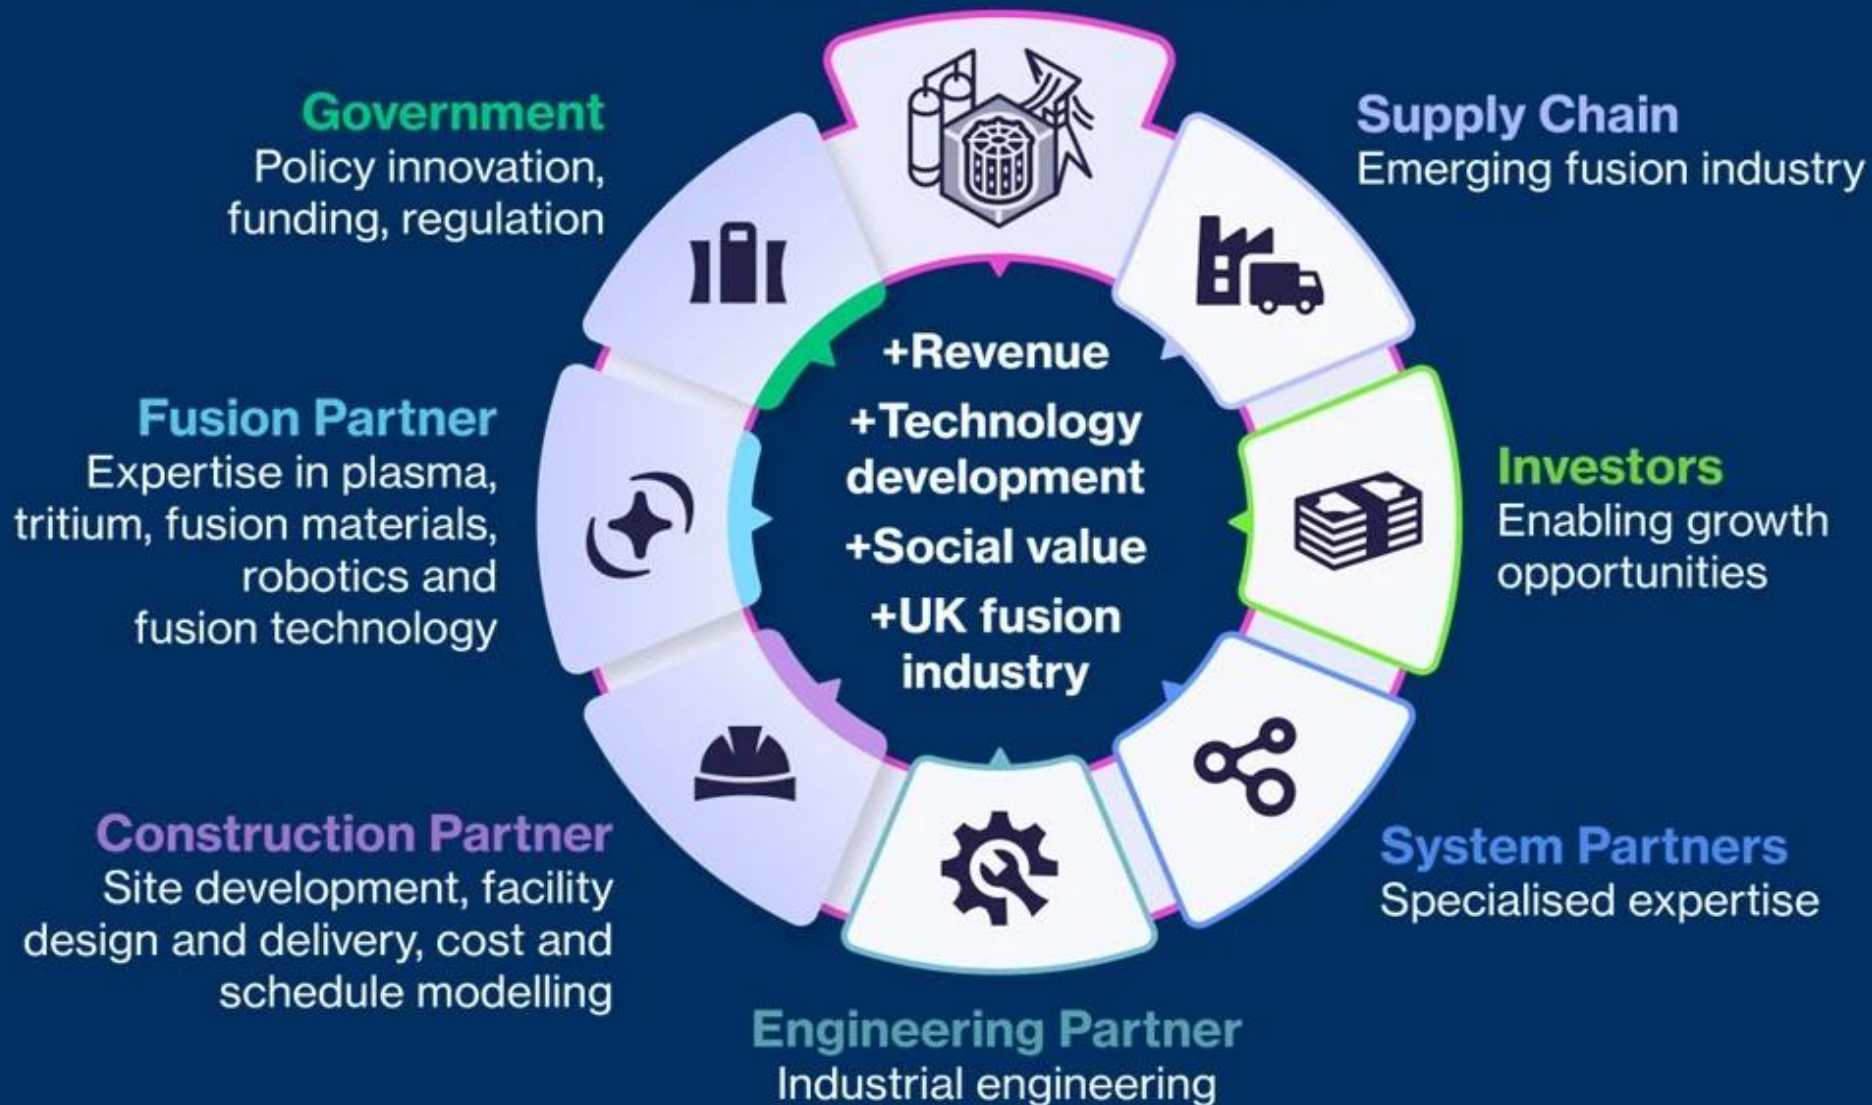 Government
Policy innovation,
funding, regulation
Supply Chain
Emerging fusion industry
Fusion Partner
Expertise in plasma,
tritium, fusion materials,
robotics and
fusion technology
+Revenue
+Technology
development
+Social value
+UK fusion
industry
Investors
Enabling growth
opportunities
Construction Partner
Site development, facility
design and delivery, cost and
schedule modelling
System Partners
Specialised expertise
Engineering Partner
Industrial engineering